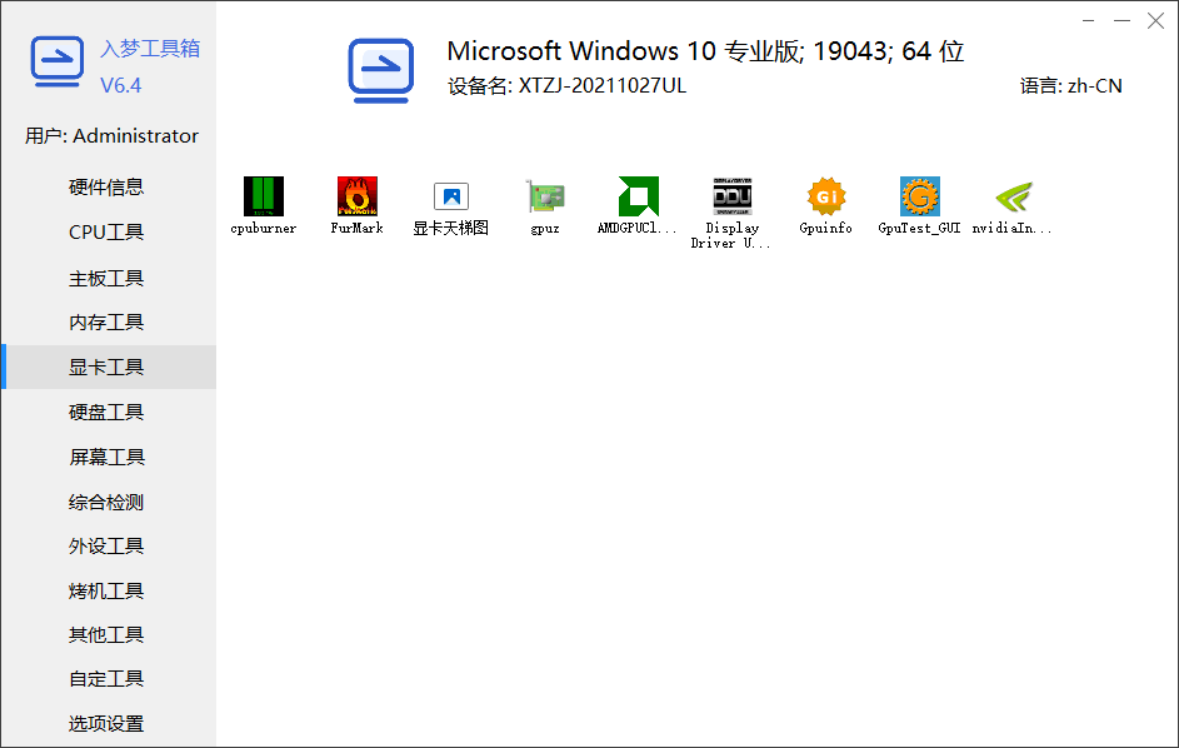 入梦工具箱
V6.4
用户: Administrator
硬件信息
CPU工具
主板工具
内存工具
显卡工具
硬盘工具
屏幕工具
综合检测
外设工具
烤机工具
其他工具
自定工具
选项设置
Microsoft Windows 10 专业版; 19043; 64 位
设备名: XTZJ-20211027UL
语言: zh-CN
cpuburner
FurMark
显卡天梯图
gpuz
AMDGPUCl...
Display
Driver U...
Gpuinfo
GpuTest_GUI
nvidiaIn...